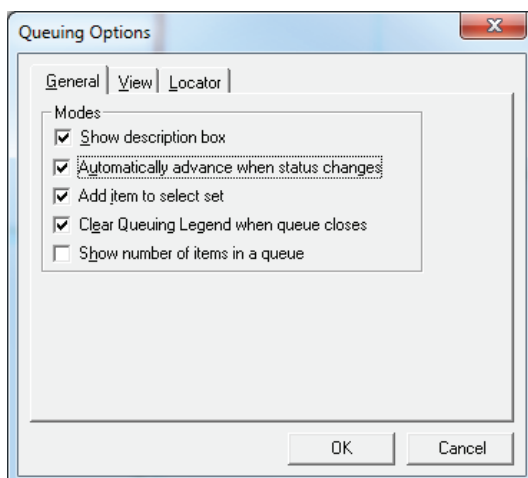 Queuing Options
General View Locator
Modes
Show description box
Automatically advance when status changes
Add item to select set
Clear Queuing Legend when queue closes
Show number of items in a queue
OK Cancel